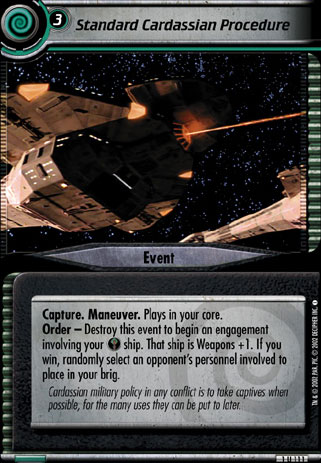 3
Standard Cardassian Procedure
Event
Capture. Maneuver. Plays in your core.
Order – Destroy this event to begin an engagement
involving your ship. That ship is Weapons +1. If you
win, randomly select an opponent's personnel involved to
place in your brig.
Cardassian military policy in any conflict is to take captives when
possible, for the many uses they can be put to later.
TM & © 2002 PAR. PIC. © 2002 DECIPHER INC.